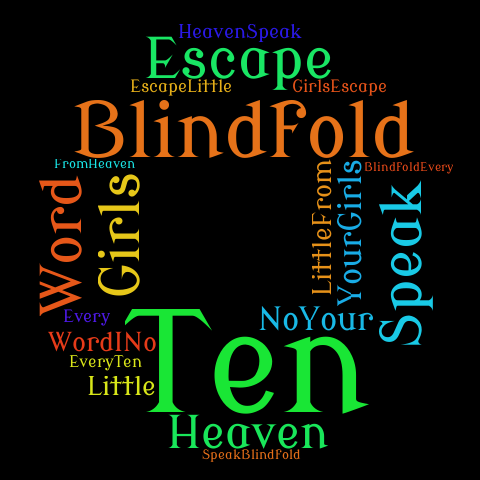 HeavenSpeak
Escape
EscapeLittle
GirlsEscape
Blindfold
FromHeaven
BlindfoldEvery
Word
Girls
LittleFrom
YourGirls
Speak
Every
NoYour
Ten
WordINo
EveryTen
Little
Heaven
SpeakBlindfold